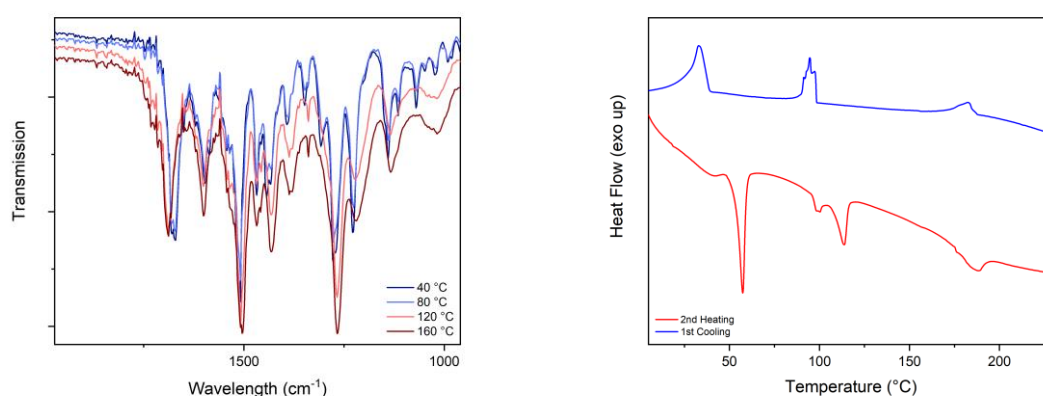 Transmission
40 °C
80 °C
120 °C
160 °C
1500
1000
Wavelength (cm⁻¹)
Heat Flow (exo up)
2nd Heating
1st Cooling
50
100
150
200
Temperature (°C)